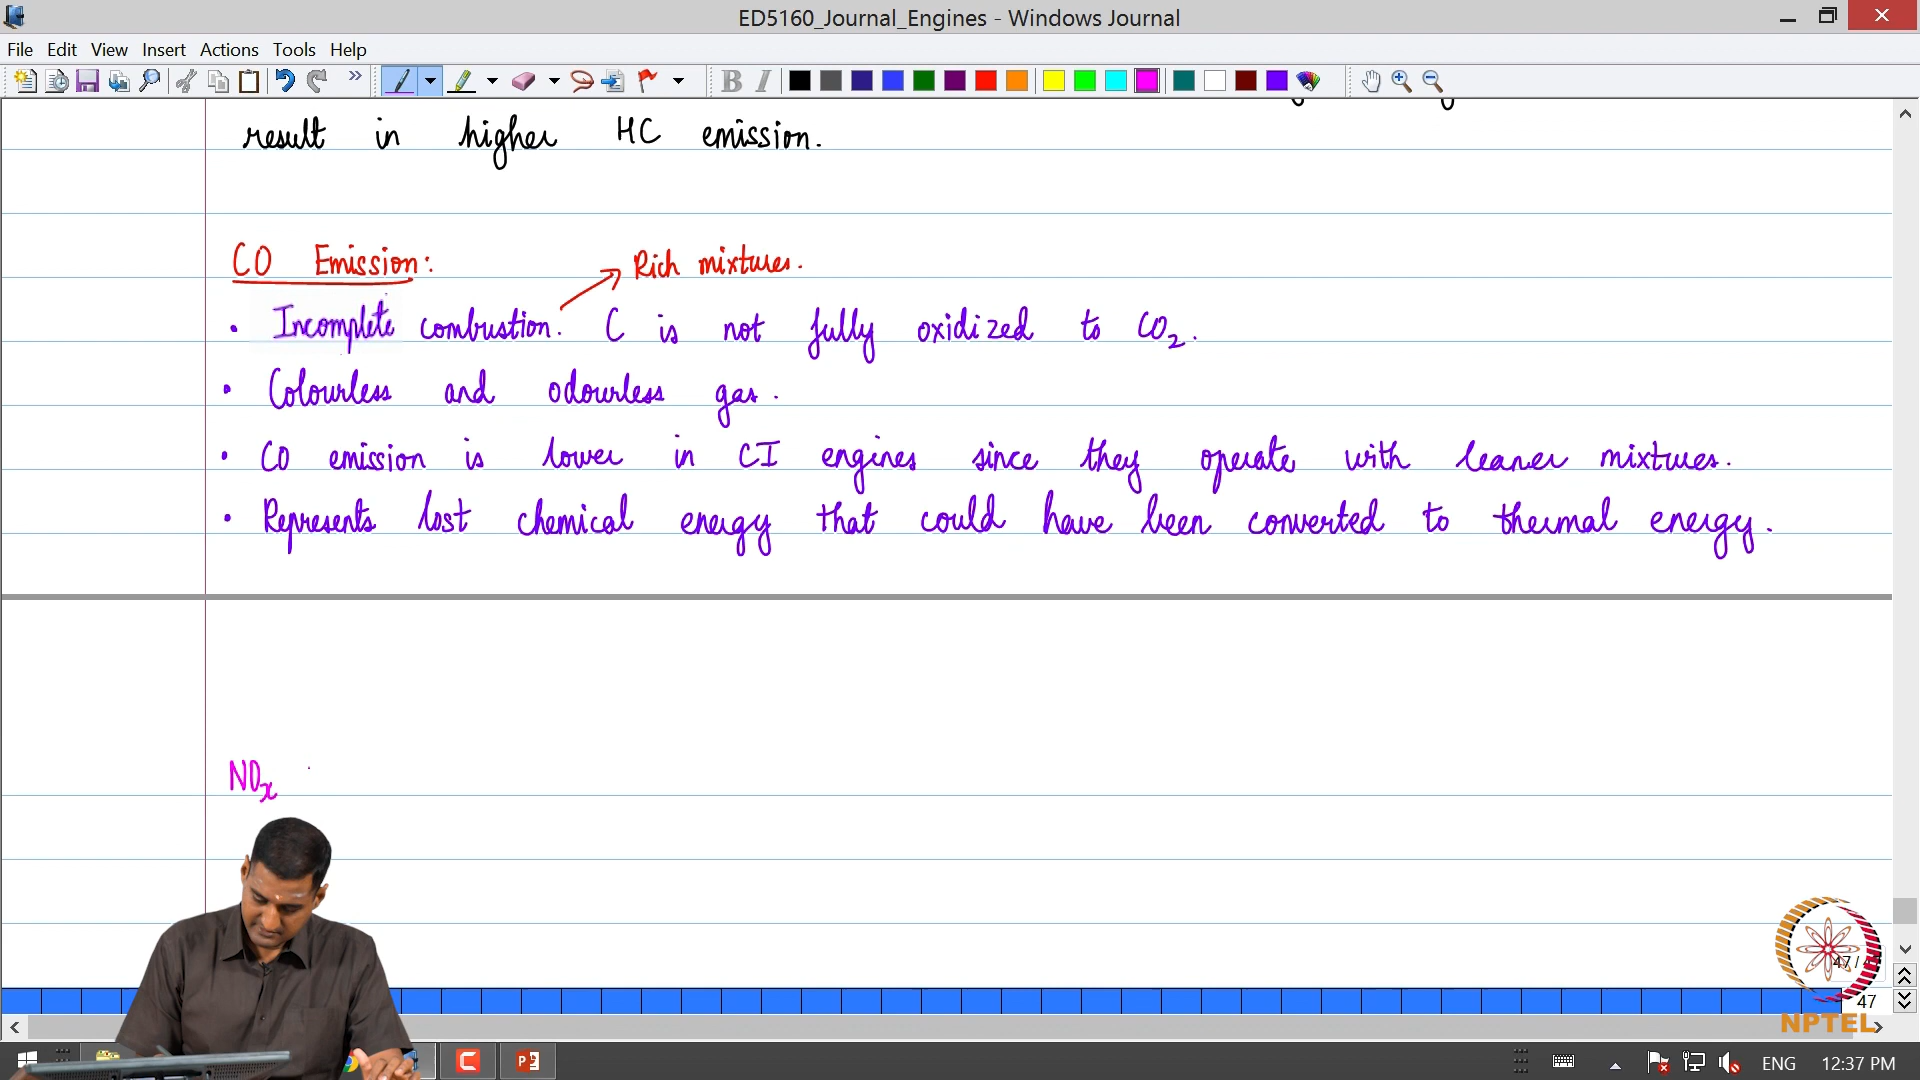 ED5160_Journal_Engines - Windows Journal
File Edit View Insert Actions Tools Help
result in higher HC emission.
CO Emission:
Rich mixtures.
• Incomplete combustion. C is not fully oxidized to CO₂.
• Colourless and odourless gas.
• CO emission is lower in CI engines since they operate with leaner mixtures.
• Represents lost chemical energy that could have been converted to thermal energy.
NOx
47
NPTEL
ENG 12:37 PM